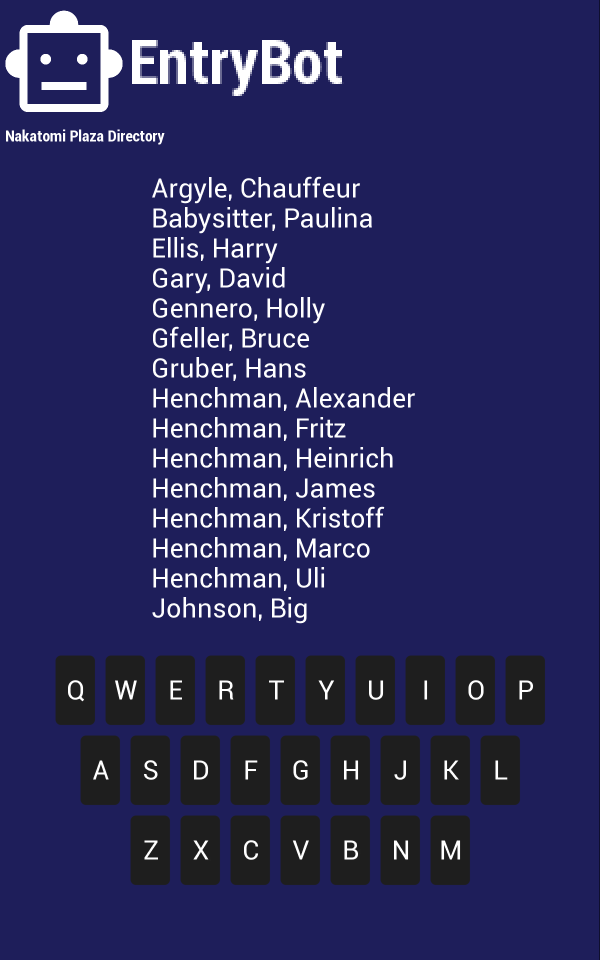 EntryBot
Nakatomi Plaza Directory
Argyle, Chauffeur
Babysitter, Paulina
Ellis, Harry
Gary, David
Gennero, Holly
Gfeller, Bruce
Gruber, Hans
Henchman, Alexander
Henchman, Fritz
Henchman, Heinrich
Henchman, James
Henchman, Kristoff
Henchman, Marco
Henchman, Uli
Johnson, Big
Q W E R T Y U I O P
A S D F G H J K L
Z X C V B N M